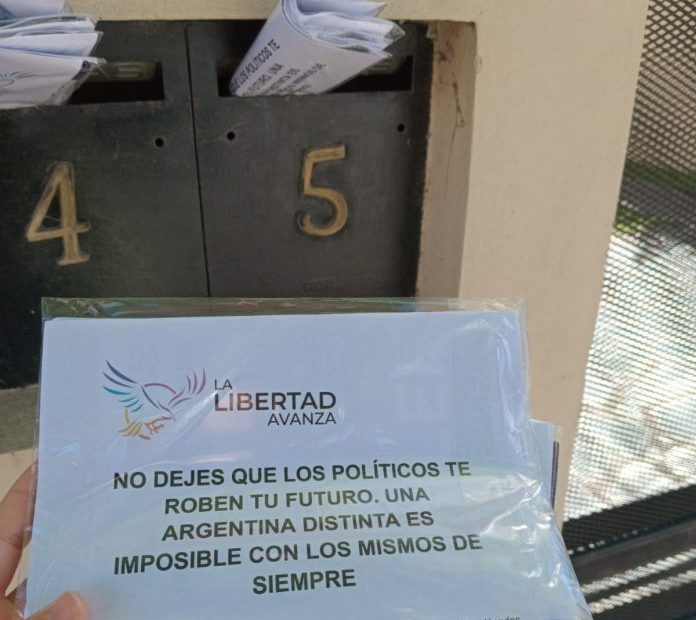 4
5
LA
LIBERTAD
AVANZA
NO DEJES QUE LOS POLÍTICOS TE
ROBEN TU FUTURO. UNA
ARGENTINA DISTINTA ES
IMPOSIBLE CON LOS MISMOS DE
SIEMPRE